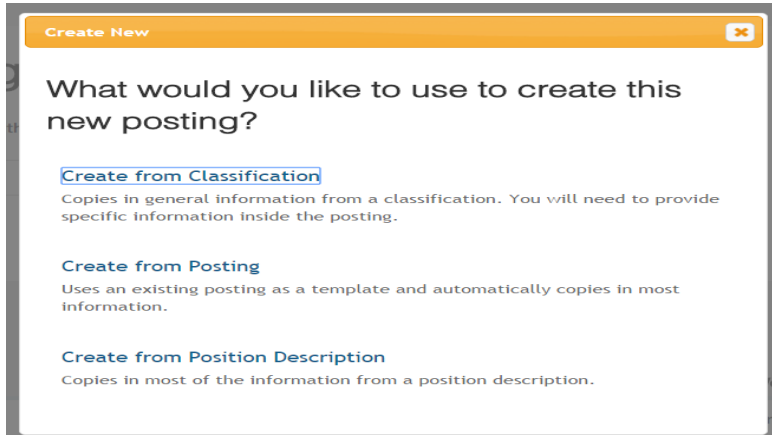 Create New
What would you like to use to create this
new posting?
Create from Classification
Copies in general information from a classification. You will need to provide
specific information inside the posting.
Create from Posting
Uses an existing posting as a template and automatically copies in most
information.
Create from Position Description
Copies in most of the information from a position description.